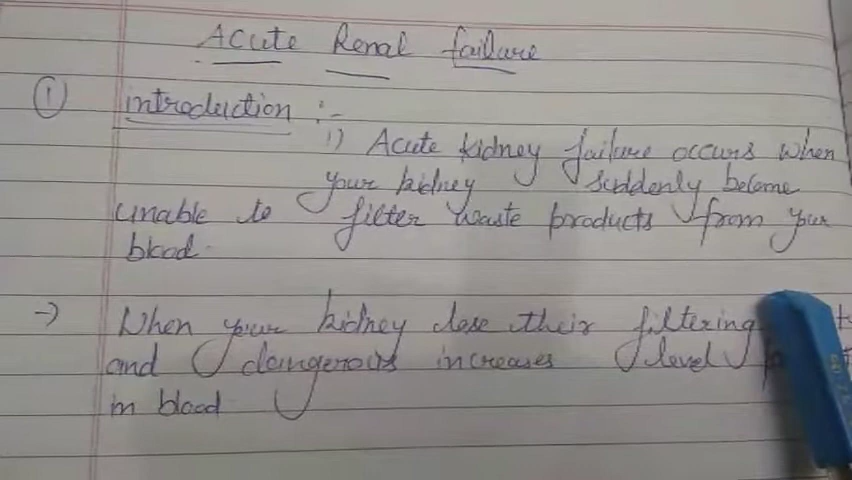 Acute Renal failure
① introduction :-
i) Acute kidney failure occurs when
your kidney suddenly become
unable to filter waste products from your
blood.
→ When your kidney lose their filtering
and dangerous increases level
in blood